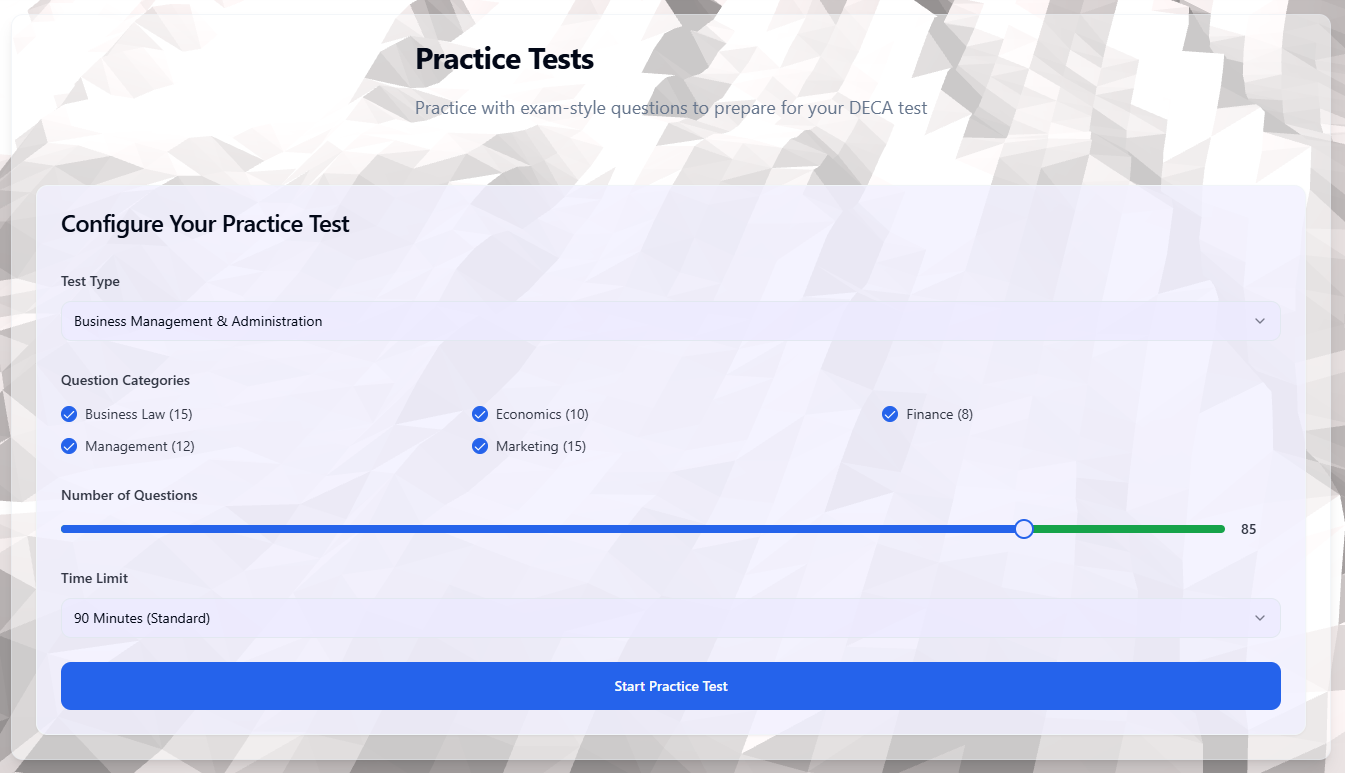 Practice Tests
Practice with exam-style questions to prepare for your DECA test
Configure Your Practice Test
Test Type
Business Management & Administration
Question Categories
Business Law (15)
Economics (10)
Finance (8)
Management (12)
Marketing (15)
Number of Questions
85
Time Limit
90 Minutes (Standard)
Start Practice Test